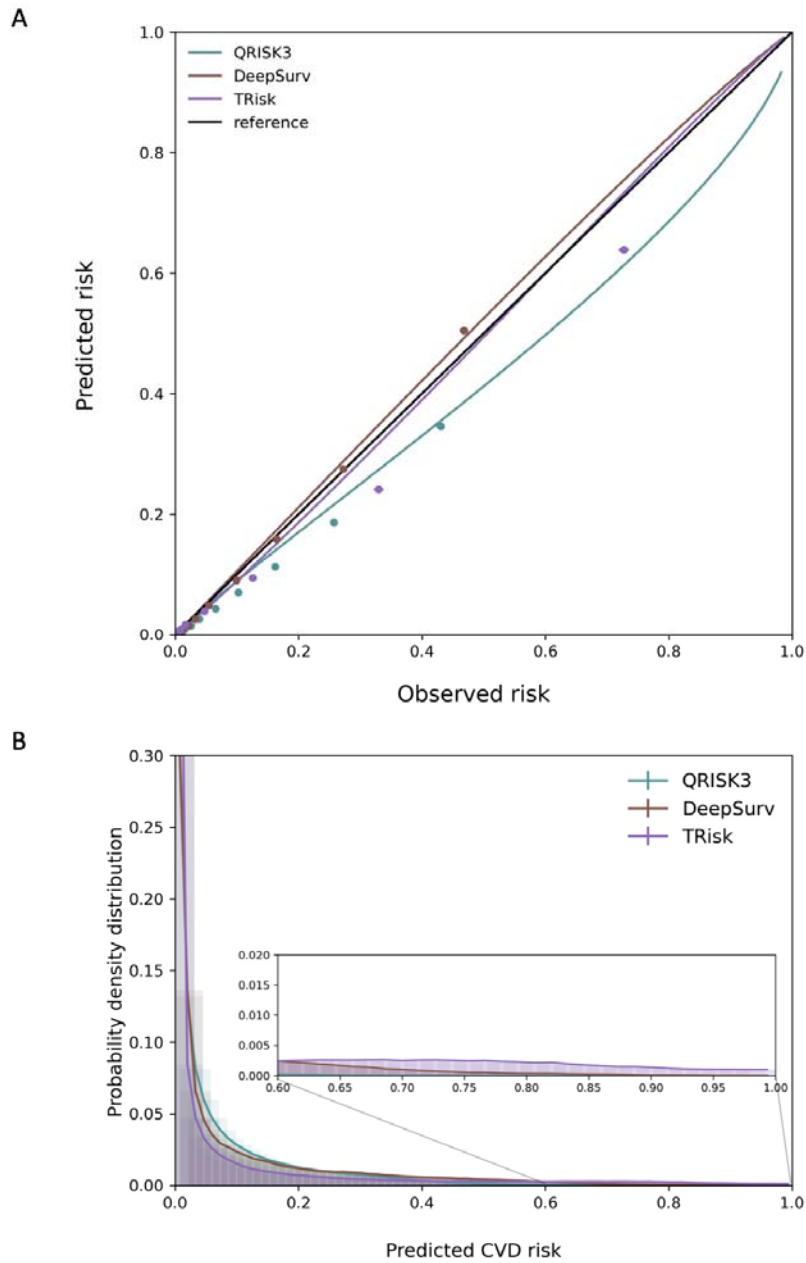 A
QRISK3
DeepSurv
TRisk
reference
1.0
0.8
0.6
0.4
0.2
0.0
0.0 0.2 0.4 0.6 0.8 1.0
Predicted risk
Observed risk
B
QRISK3
DeepSurv
TRisk
0.30
0.25
0.20
0.15
0.10
0.05
0.00
Probability density distribution
0.020
0.015
0.010
0.005
0.000
0.60 0.65 0.70 0.75 0.80 0.85 0.90 0.95 1.00
0.0 0.2 0.4 0.6 0.8 1.0
Predicted CVD risk